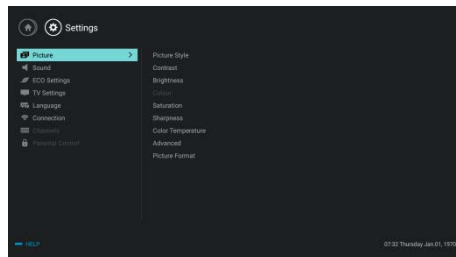 Settings
Picture
Sound
ECO Settings
TV Settings
Language
Connection
Channels
Parental Control
Picture Style
Contrast
Brightness
Colour
Saturation
Sharpness
Color Temperature
Advanced
Picture Format
HELP
07:32 Thursday Jan.01, 1970